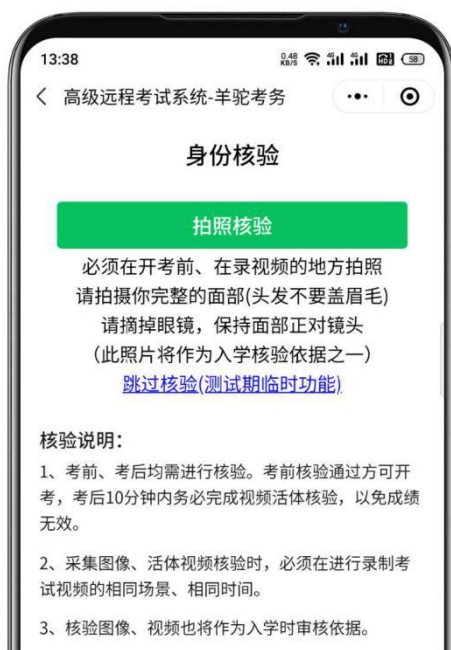 13:38
0.48 KB/S 4G 4G HD 58
高级远程考试系统-羊驼考务
身份核验
拍照核验
必须在开考前、在录视频的地方拍照
请拍摄你完整的面部(头发不要盖眉毛)
请摘掉眼镜，保持面部正对镜头
（此照片将作为入学核验依据之一）
跳过核验(测试期临时功能)
核验说明：
1、考前、考后均需进行核验。考前核验通过方可开
考，考后10分钟内务必完成视频活体核验，以免成绩
无效。
2、采集图像、活体视频核验时，必须在进行录制考
试视频的相同场景、相同时间。
3、核验图像、视频也将作为入学时审核依据。